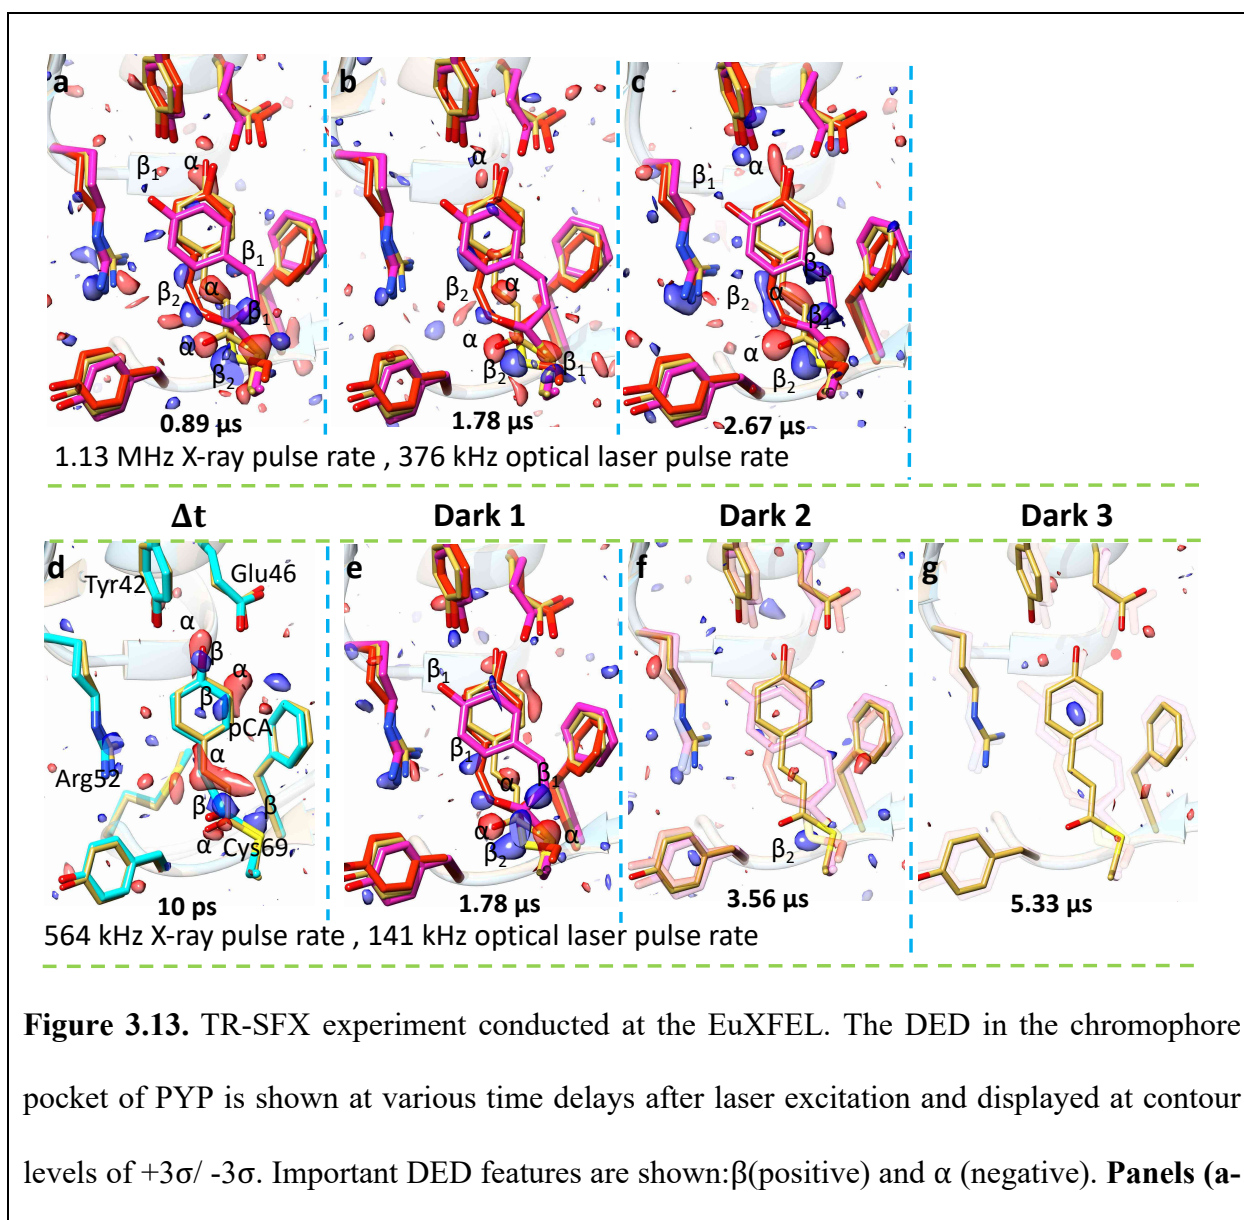 a
b
c
β1
α
α
β1
α
β1
β1
β2
α
β1
α
β2
β2
α
β2
β1
β2
α
β1
β2
β1
α
α
β2
0.89 µs
1.78 µs
2.67 µs
1.13 MHz X-ray pulse rate , 376 kHz optical laser pulse rate
Δt
Dark 1
Dark 2
Dark 3
d
e
f
g
Tyr42
Glu46
α
β
α
β
pCA
α
Arg52
β
β
α
Cys69
β1
β1
α
β1
α
β2
α
β2
10 ps
1.78 µs
3.56 µs
5.33 µs
564 kHz X-ray pulse rate , 141 kHz optical laser pulse rate
Figure 3.13. TR-SFX experiment conducted at the EuXFEL. The DED in the chromophore
pocket of PYP is shown at various time delays after laser excitation and displayed at contour
levels of +3σ/ -3σ. Important DED features are shown:β(positive) and α (negative). Panels (a-